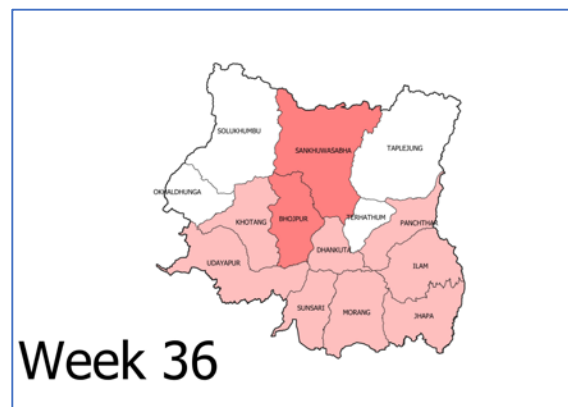 SOLUKHUMBU
SANKHUWASABHA
TAPLEJUNG
OKHALDHUNGA
KHOTANG
BHOJPUR
TERHATHUM
PANCHTHAR
DHANKUTA
UDAYAPUR
ILAM
SUNSARI
MORANG
JHAPA
Week 36